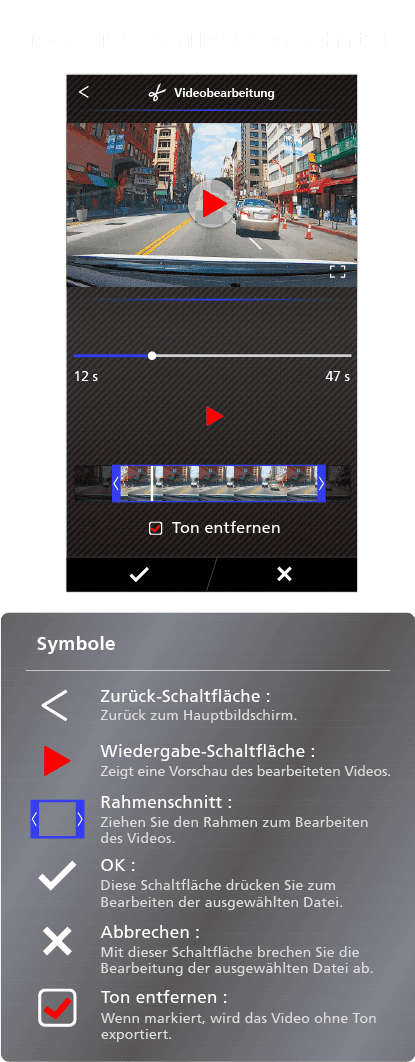 Videobearbeitung
12 s
47 s
Ton entfernen
Symbole
Zurück-Schaltfläche :
Zurück zum Hauptbildschirm.
Wiedergabe-Schaltfläche :
Zeigt eine Vorschau des bearbeiteten Videos.
Rahmenschnitt :
Ziehen Sie den Rahmen zum Bearbeiten
des Videos.
OK :
Diese Schaltfläche drücken Sie zum
Bearbeiten der ausgewählten Datei.
Abbrechen :
Mit dieser Schaltfläche brechen Sie die
Bearbeitung der ausgewählten Datei ab.
Ton entfernen :
Wenn markiert, wird das Video ohne Ton
exportiert.